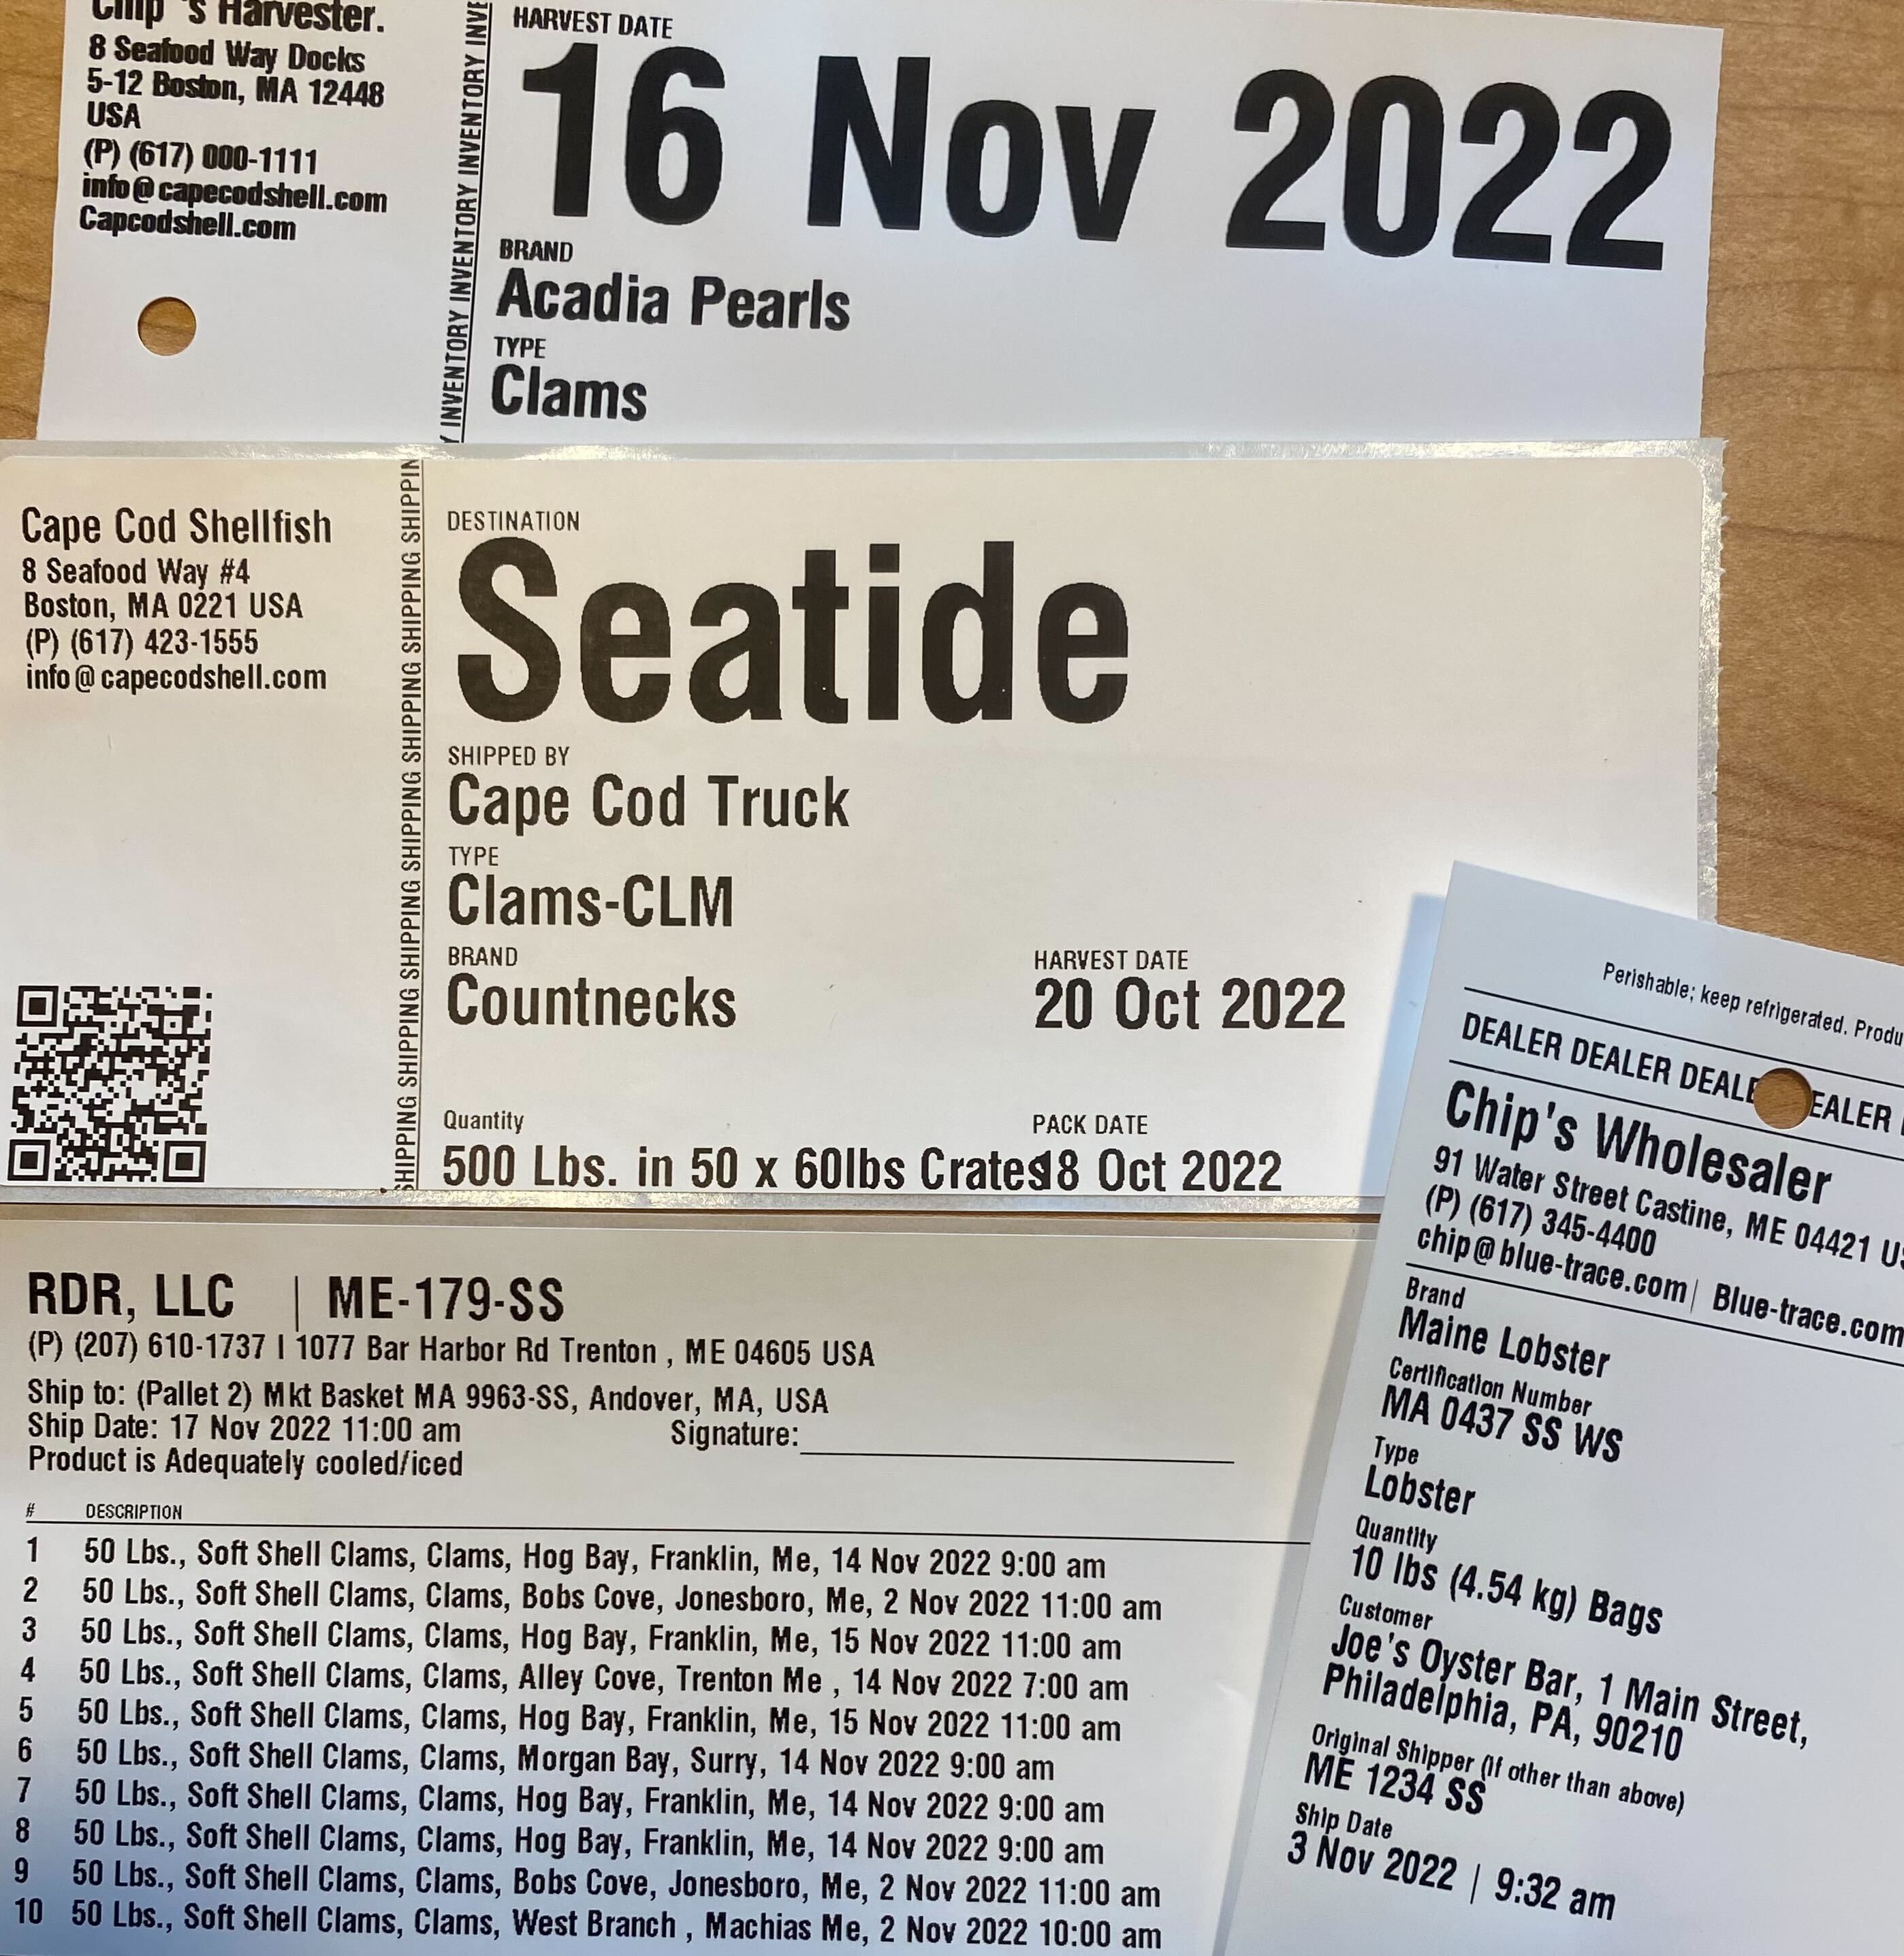 Chip 's Harvester.
8 Seafood Way Docks
5-12 Boston, MA 12448
USA
(P) (617) 000-1111
info@capecodshell.com
Capcodshell.com
INVENTORY INVENTORY INVENTORY INVENTORY
HARVEST DATE
16 Nov 2022
BRAND
Acadia Pearls
TYPE
Clams
Cape Cod Shellfish
8 Seafood Way #4
Boston, MA 0221 USA
(P) (617) 423-1555
info@capecodshell.com
SHIPPING SHIPPING SHIPPING SHIPPING SHIPPING SHIPPING SHIPPING SHIPPIN
DESTINATION
Seatide
SHIPPED BY
Cape Cod Truck
TYPE
Clams-CLM
BRAND
Countnecks
HARVEST DATE
20 Oct 2022
Quantity
500 Lbs. in 50 x 60lbs Crates
PACK DATE
18 Oct 2022
RDR, LLC | ME-179-SS
(P) (207) 610-1737 I 1077 Bar Harbor Rd Trenton , ME 04605 USA
Ship to: (Pallet 2) Mkt Basket MA 9963-SS, Andover, MA, USA
Ship Date: 17 Nov 2022 11:00 am
Signature:
Product is Adequately cooled/iced
# DESCRIPTION
1 50 Lbs., Soft Shell Clams, Clams, Hog Bay, Franklin, Me, 14 Nov 2022 9:00 am
2 50 Lbs., Soft Shell Clams, Clams, Bobs Cove, Jonesboro, Me, 2 Nov 2022 11:00 am
3 50 Lbs., Soft Shell Clams, Clams, Hog Bay, Franklin, Me, 15 Nov 2022 11:00 am
4 50 Lbs., Soft Shell Clams, Clams, Alley Cove, Trenton Me , 14 Nov 2022 7:00 am
5 50 Lbs., Soft Shell Clams, Clams, Hog Bay, Franklin, Me, 15 Nov 2022 11:00 am
6 50 Lbs., Soft Shell Clams, Clams, Morgan Bay, Surry, 14 Nov 2022 9:00 am
7 50 Lbs., Soft Shell Clams, Clams, Hog Bay, Franklin, Me, 14 Nov 2022 9:00 am
8 50 Lbs., Soft Shell Clams, Clams, Hog Bay, Franklin, Me, 14 Nov 2022 9:00 am
9 50 Lbs., Soft Shell Clams, Clams, Bobs Cove, Jonesboro, Me, 2 Nov 2022 11:00 am
10 50 Lbs., Soft Shell Clams, Clams, West Branch , Machias Me, 2 Nov 2022 10:00 am
Perishable; keep refrigerated. Produ
DEALER DEALER DEALE EALER
Chip's Wholesaler
91 Water Street Castine, ME 04421 US
(P) (617) 345-4400
chip@blue-trace.com | Blue-trace.com
Brand
Maine Lobster
Certification Number
MA 0437 SS WS
Type
Lobster
Quantity
10 lbs (4.54 kg) Bags
Customer
Joe's Oyster Bar, 1 Main Street,
Philadelphia, PA, 90210
Original Shipper (if other than above)
ME 1234 SS
Ship Date
3 Nov 2022 | 9:32 am